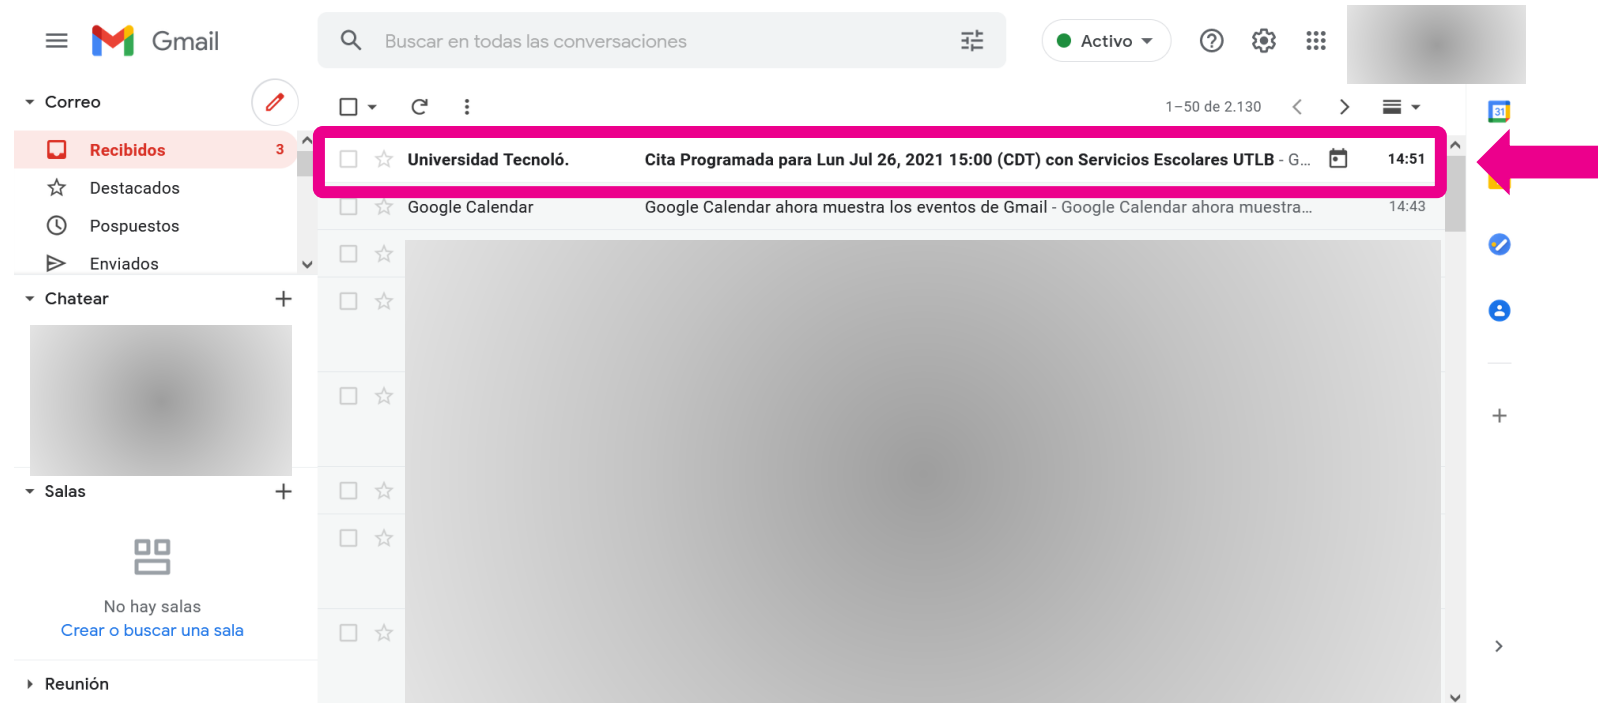 Gmail
Buscar en todas las conversaciones
Activo
Correo
1–50 de 2.130
31
Recibidos 3
Universidad Tecnoló. Cita Programada para Lun Jul 26, 2021 15:00 (CDT) con Servicios Escolares UTLB - G... 14:51
Destacados
Google Calendar Google Calendar ahora muestra los eventos de Gmail - Google Calendar ahora muestra... 14:43
Pospuestos
Enviados
Chatear
Salas
No hay salas
Crear o buscar una sala
Reunión